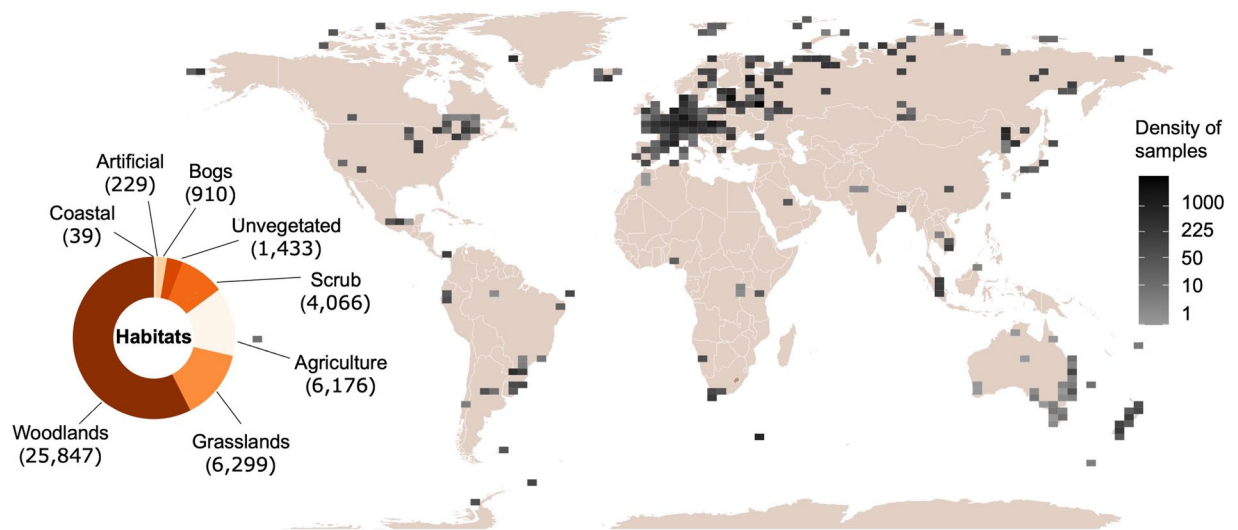 Artificial
(229)
Bogs
(910)
Coastal
(39)
Unvegetated
(1,433)
Scrub
(4,066)
Habitats
Agriculture
(6,176)
Woodlands
(25,847)
Grasslands
(6,299)
Density of
samples
1000
225
50
10
1